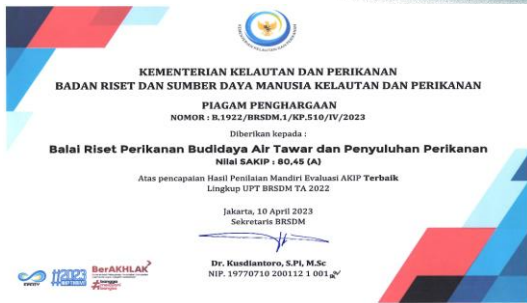 KEMENTERIAN KELAUTAN DAN PERIKANAN
BADAN RISET DAN SUMBER DAYA MANUSIA KELAUTAN DAN PERIKANAN
PIAGAM PENGHARGAAN
NOMOR : B.1922/BRSDM.1/KP.510/IV/2023
Diberikan kepada :
Balai Riset Perikanan Budidaya Air Tawar dan Penyuluhan Perikanan
Nilai SAKIP : 80,45 (A)
Atas pencapaian Hasil Penilaian Mandiri Evaluasi AKIP Terbaik
Lingkup UPT BRSDM TA 2022
Jakarta, 10 April 2023
Sekretaris BRSDM
Dr. Kusdiantoro, S.Pi, M.Sc
NIP. 19770710 200112 1 001
BerAKHLAK
#bangga
melayani
bangsa